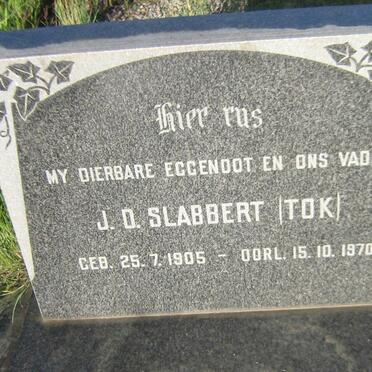 Hier rus
MY DIERBARE EGGENOOT EN ONS VAD
J. D. SLABBERT (TOK)
GEB. 25. 7. 1905 - OORL. 15. 10. 1970